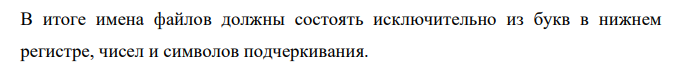 В итоге имена файлов должны состоять исключительно из букв в нижнем
регистре, чисел и символов подчеркивания.